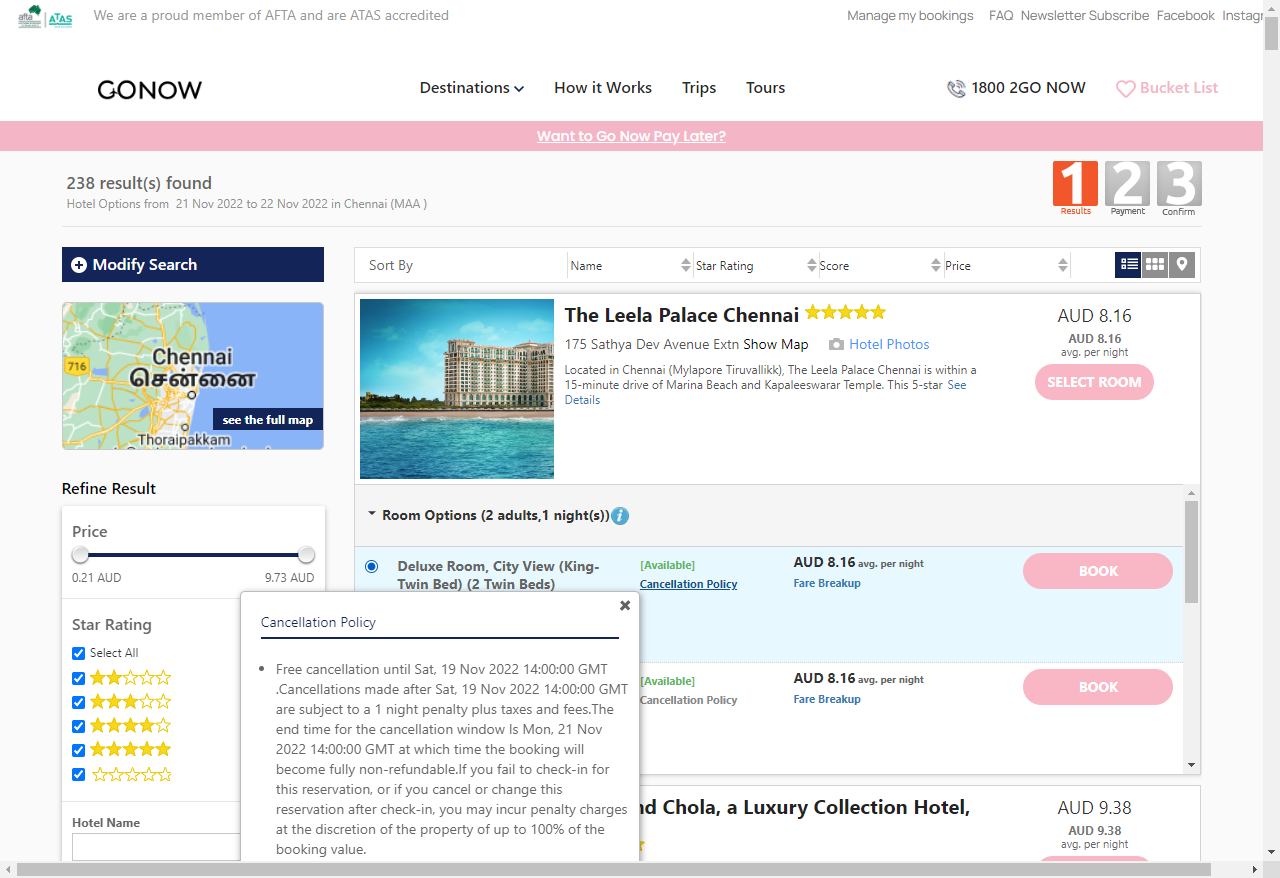 afta
ATAS
We are a proud member of AFTA and are ATAS accredited
Manage my bookings FAQ Newsletter Subscribe Facebook Instagr
GONOW
Destinations How it Works Trips Tours
1800 2GO NOW
Bucket List
Want to Go Now Pay Later?
238 result(s) found
Hotel Options from 21 Nov 2022 to 22 Nov 2022 in Chennai (MAA )
1 2 3
Results Payment Confirm
Modify Search
Sort By Name Star Rating Score Price
716
Chennai
சென்னை
see the full map
Thoraipakkam
The Leela Palace Chennai
175 Sathya Dev Avenue Extn Show Map Hotel Photos
Located in Chennai (Mylapore Tiruvallikk), The Leela Palace Chennai is within a
15-minute drive of Marina Beach and Kapaleeswarar Temple. This 5-star See
Details
AUD 8.16
AUD 8.16
avg. per night
SELECT ROOM
Refine Result
Price
0.21 AUD 9.73 AUD
Star Rating
Select All
Hotel Name
Room Options (2 adults,1 night(s))
Deluxe Room, City View (King-
Twin Bed) (2 Twin Beds)
[Available]
Cancellation Policy
AUD 8.16 avg. per night
Fare Breakup
BOOK
[Available]
Cancellation Policy
AUD 8.16 avg. per night
Fare Breakup
BOOK
Cancellation Policy
Free cancellation until Sat, 19 Nov 2022 14:00:00 GMT
.Cancellations made after Sat, 19 Nov 2022 14:00:00 GMT
are subject to a 1 night penalty plus taxes and fees.The
end time for the cancellation window Is Mon, 21 Nov
2022 14:00:00 GMT at which time the booking will
become fully non-refundable.If you fail to check-in for
this reservation, or if you cancel or change this
reservation after check-in, you may incur penalty charges
at the discretion of the property of up to 100% of the
booking value.
nd Chola, a Luxury Collection Hotel,
AUD 9.38
AUD 9.38
avg. per night